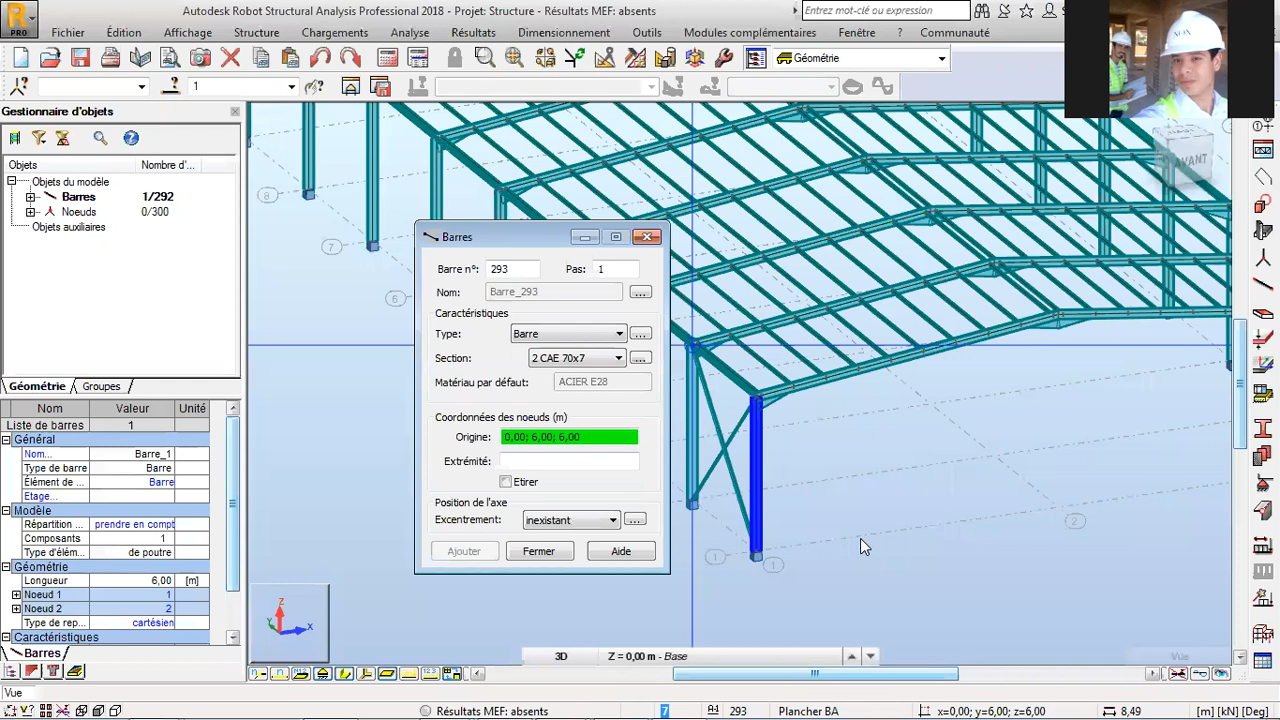 Autodesk Robot Structural Analysis Professional 2018 - Projet: Structure - Résultats MEF: absents
Entrez mot-clé ou expression
PRO
Fichier Édition Affichage Structure Chargements Analyse Résultats Dimensionnement Outils Modules complémentaires Fenêtre ? Communauté
Géométrie
1
Gestionnaire d'objets
Objets Nombre d'...
Objets du modèle
Barres 1/292
Noeuds 0/300
Objets auxiliaires
Géométrie Groupes
Nom Valeur Unité
Liste de barres 1
Général
Nom... Barre_1
Type de barre Barre
Élément de ... Barre
Etage...
Modèle
Répartition ... prendre en compt
Composants 1
Type d'élém... de poutre
Géométrie
Longueur 6,00 [m]
Noeud 1 1
Noeud 2 2
Type de rep... cartésien
Caractéristiques
Barres
Barres
Barre n°: 293 Pas: 1
Nom: Barre_293
Caractéristiques
Type: Barre
Section: 2 CAE 70x7
Matériau par défaut: ACIER E28
Coordonnées des noeuds (m)
Origine: 0,00; 6,00; 6,00
Extrémité:
Etirer
Position de l'axe
Excentrement: inexistant
Ajouter Fermer Aide
8
7
6
1
1
2
AVANT
Z
Y
X
3D Z = 0,00 m - Base
Vue
Vue
Résultats MEF: absents 7 293 Plancher BA x=0,00; y=6,00; z=6,00 8,49 [m] [kN] [Deg]